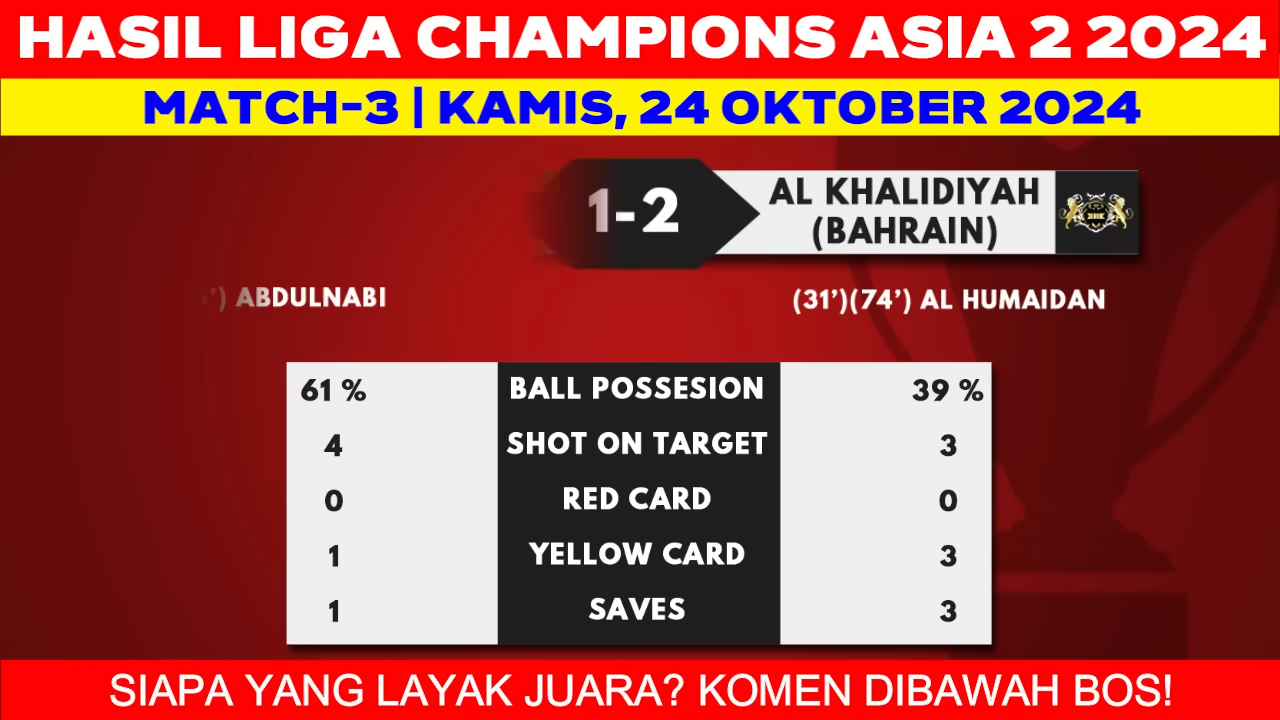 HASIL LIGA CHAMPIONS ASIA 2 2024
MATCH-3 | KAMIS, 24 OKTOBER 2024
1-2 AL KHALIDIYAH
(BAHRAIN)
’) ABDULNABI (31’)(74’) AL HUMAIDAN
61 % BALL POSSESION 39 %
4 SHOT ON TARGET 3
0 RED CARD 0
1 YELLOW CARD 3
1 SAVES 3
SIAPA YANG LAYAK JUARA? KOMEN DIBAWAH BOS!